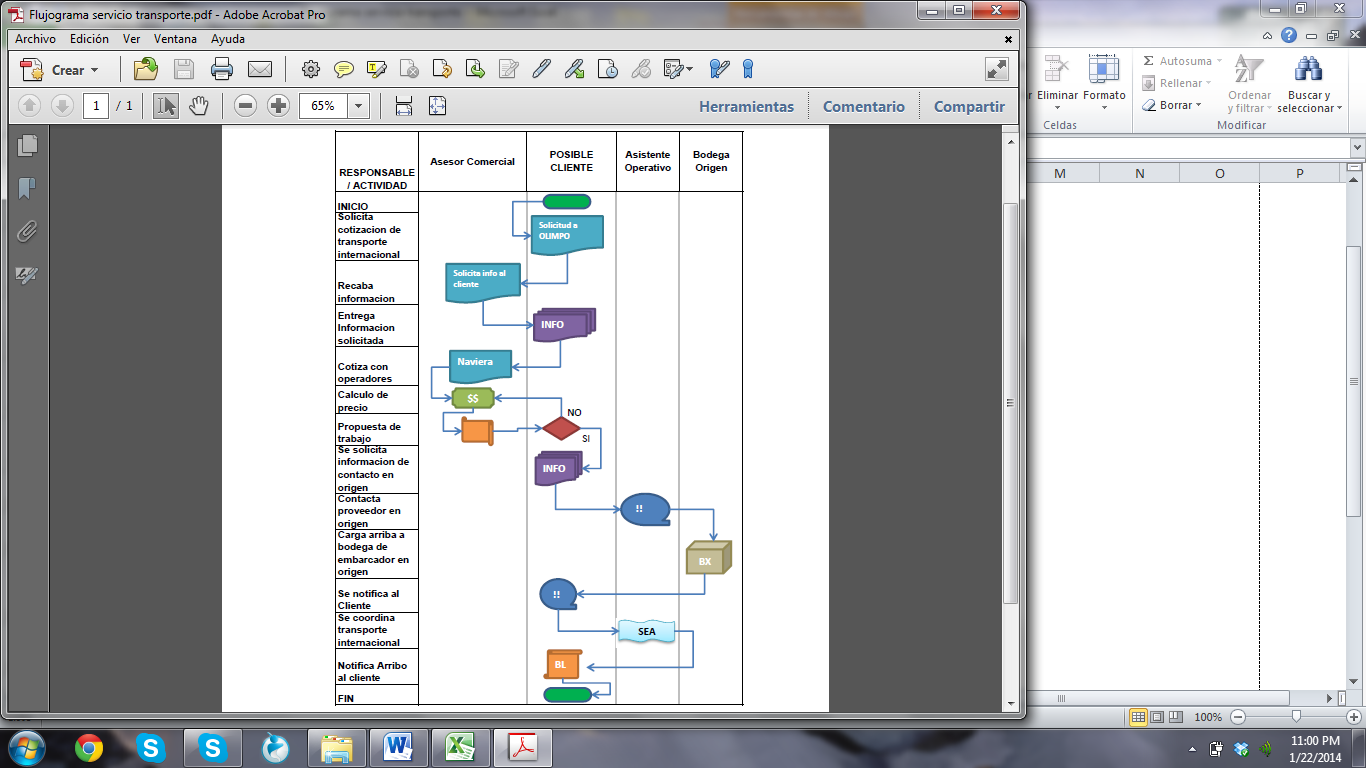 Flujograma servicio transporte.pdf - Adobe Acrobat Pro
Archivo Edición Ver Ventana Ayuda
Crear
1 / 1
65%
Herramientas Comentario Compartir
Eliminar Formato
Celdas
Σ Autosuma
Rellenar
Borrar
Ordenar
y filtrar
Buscar y
seleccionar
Modificar
M N O P
RESPONSABLE
/ ACTIVIDAD
Asesor Comercial
POSIBLE
CLIENTE
Asistente
Operativo
Bodega
Origen
INICIO
Solicita
cotizacion de
transporte
internacional
Solicitud a
OLIMPO
Recaba
informacion
Solicita info al
cliente
Entrega
Informacion
solicitada
INFO
Cotiza con
operadores
Naviera
Calculo de
precio
$$
NO
Propuesta de
trabajo
SI
Se solicita
informacion de
contacto en
origen
INFO
Contacta
proveedor en
origen
!!
Carga arriba a
bodega de
embarcador en
origen
BX
Se notifica al
Cliente
!!
Se coordina
transporte
internacional
SEA
Notifica Arribo
al cliente
BL
FIN
100%
11:00 PM
1/22/2014